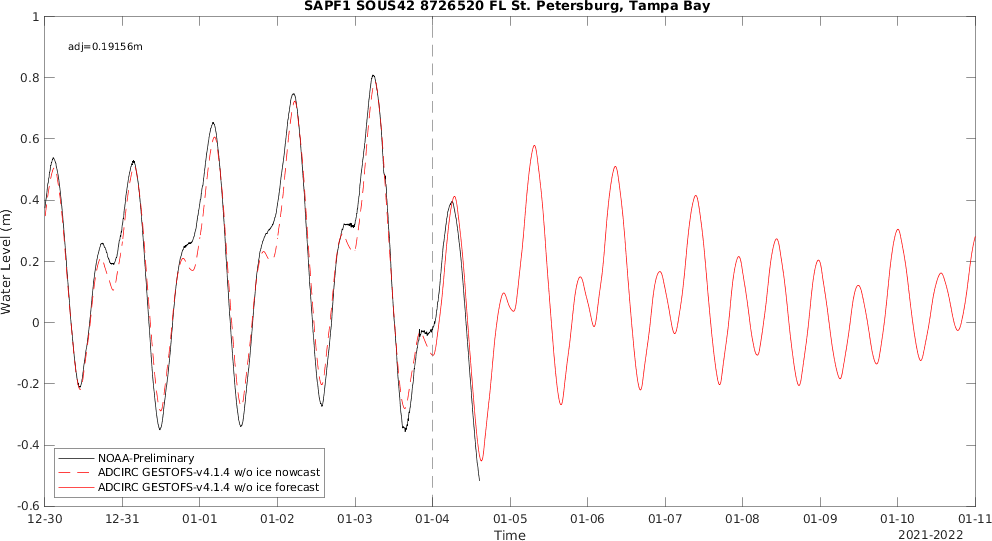 SAPF1 SOUS42 8726520 FL St. Petersburg, Tampa Bay
adj=0.19156m
1
0.8
0.6
0.4
0.2
0
-0.2
-0.4
-0.6
Water Level (m)
NOAA-Preliminary
ADCIRC GESTOFS-v4.1.4 w/o ice nowcast
ADCIRC GESTOFS-v4.1.4 w/o ice forecast
12-30 12-31 01-01 01-02 01-03 01-04 01-05 01-06 01-07 01-08 01-09 01-10 01-11
Time
2021-2022